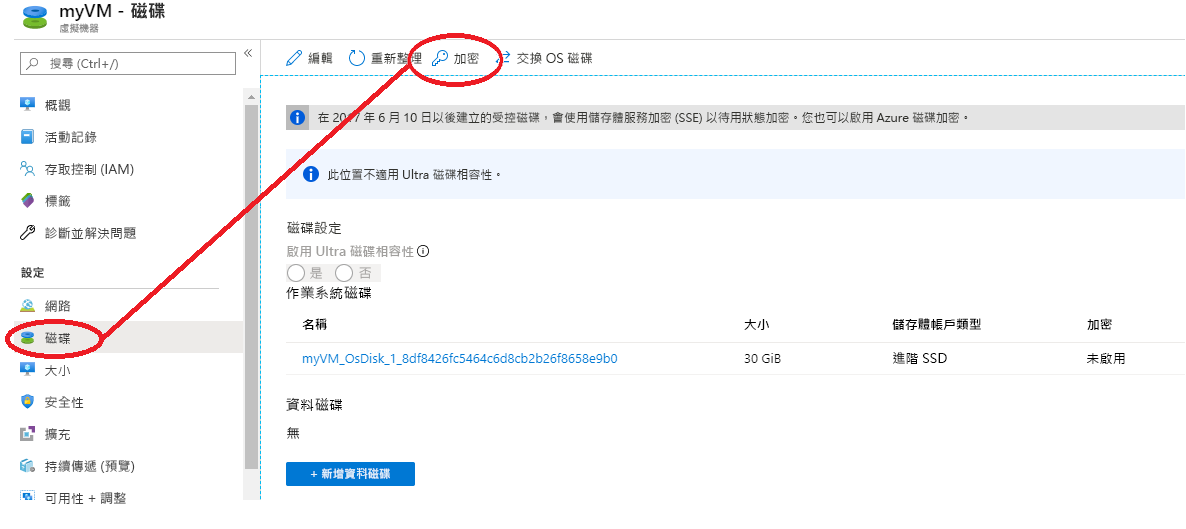 myVM - 磁碟
虛擬機器
搜尋 (Ctrl+/)
«
概觀
活動記錄
存取控制 (IAM)
標籤
診斷並解決問題
設定
網路
磁碟
大小
安全性
擴充
持續傳遞 (預覽)
可用性 + 調整
編輯 重新整理 加密 交換 OS 磁碟
在 2017 年 6 月 10 日以後建立的受控磁碟，會使用儲存體服務加密 (SSE) 以待用狀態加密。您也可以啟用 Azure 磁碟加密。
此位置不適用 Ultra 磁碟相容性。
磁碟設定
啟用 Ultra 磁碟相容性
是 否
作業系統磁碟
名稱 大小 儲存體帳戶類型 加密
myVM_OsDisk_1_8df8426fc5464c6d8cb2b26f8658e9b0 30 GiB 進階 SSD 未啟用
資料磁碟
無
+ 新增資料磁碟